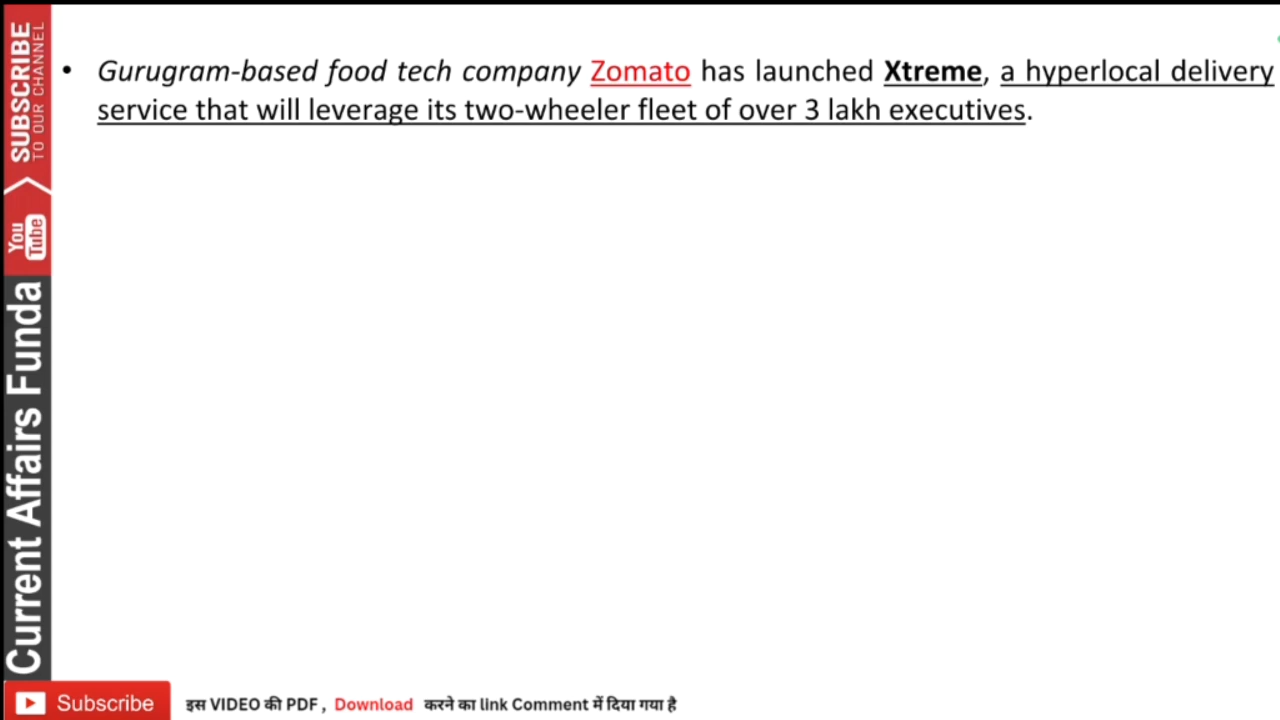 • Gurugram-based food tech company Zomato has launched Xtreme, a hyperlocal delivery
service that will leverage its two-wheeler fleet of over 3 lakh executives.
SUBSCRIBE
TO OUR CHANNEL
You
Tube
Current Affairs Funda
Subscribe
इस VIDEO की PDF , Download करने का link Comment में दिया गया है